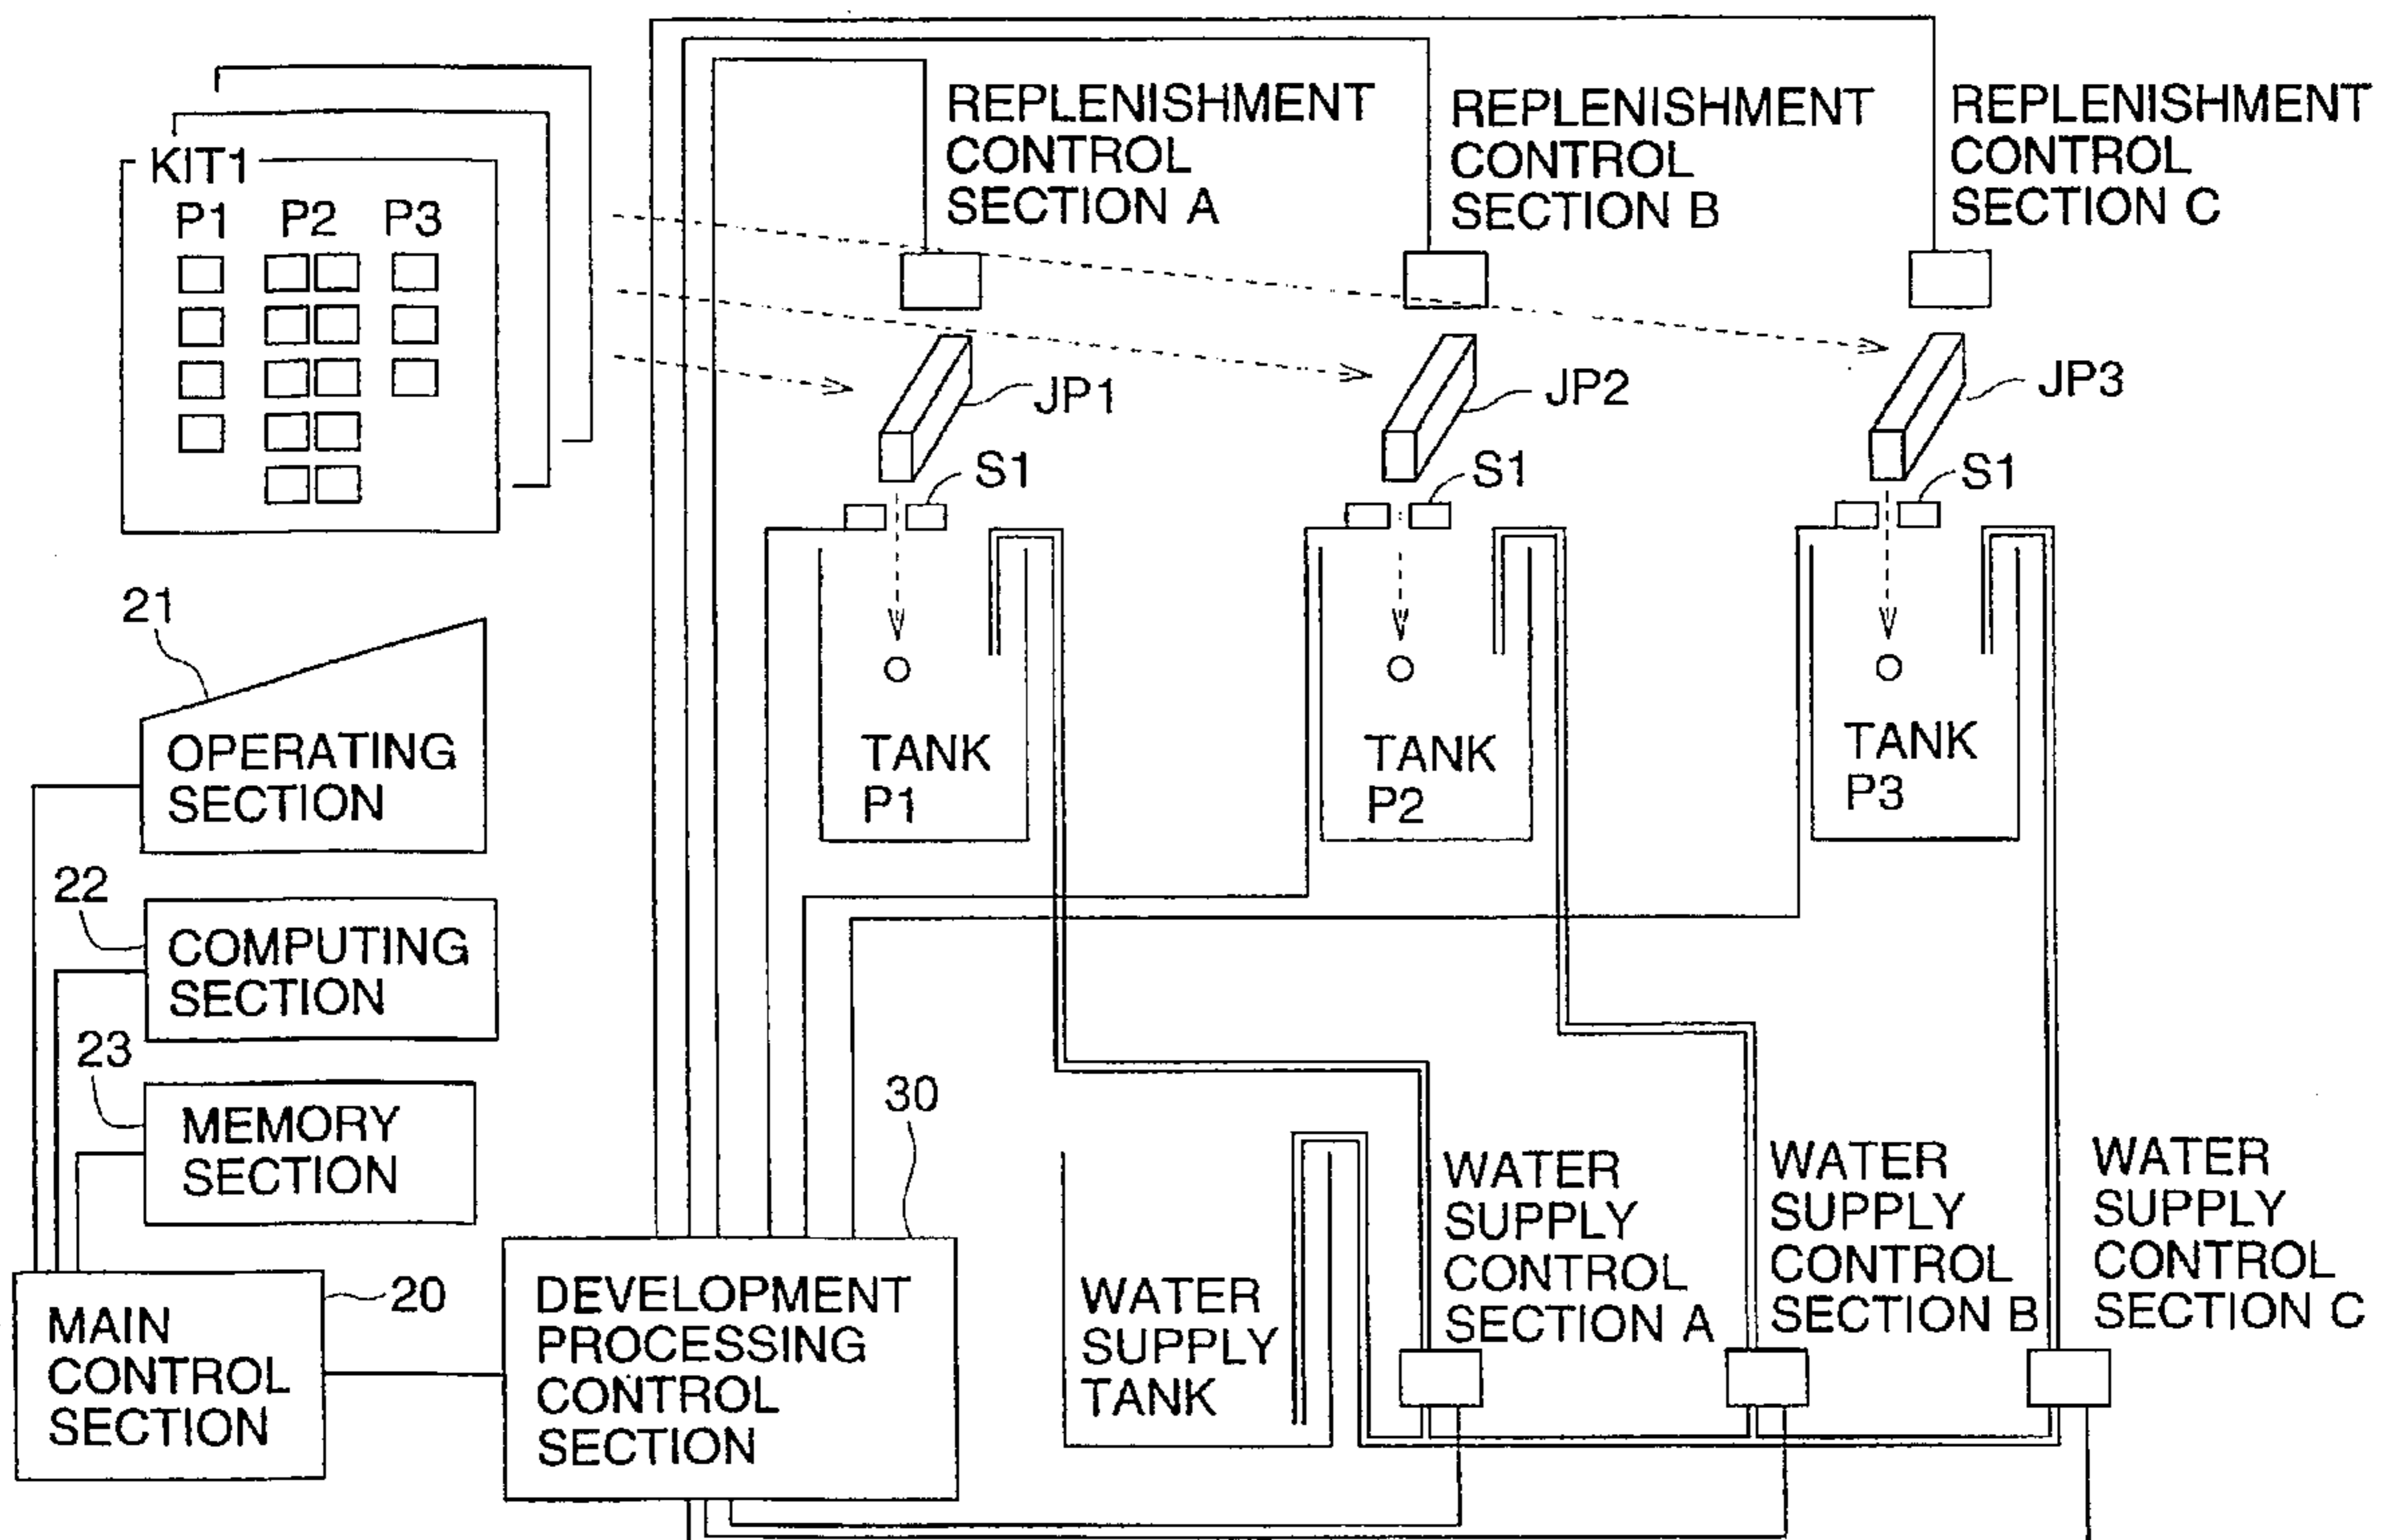 KIT1
P1 P2 P3
REPLENISHMENT
CONTROL
SECTION A
REPLENISHMENT
CONTROL
SECTION B
REPLENISHMENT
CONTROL
SECTION C
JP1
JP2
JP3
S1
S1
S1
TANK
P1
TANK
P2
TANK
P3
21
OPERATING
SECTION
22
COMPUTING
SECTION
23
MEMORY
SECTION
20
MAIN
CONTROL
SECTION
30
DEVELOPMENT
PROCESSING
CONTROL
SECTION
WATER
SUPPLY
TANK
WATER
SUPPLY
CONTROL
SECTION A
WATER
SUPPLY
CONTROL
SECTION B
WATER
SUPPLY
CONTROL
SECTION C